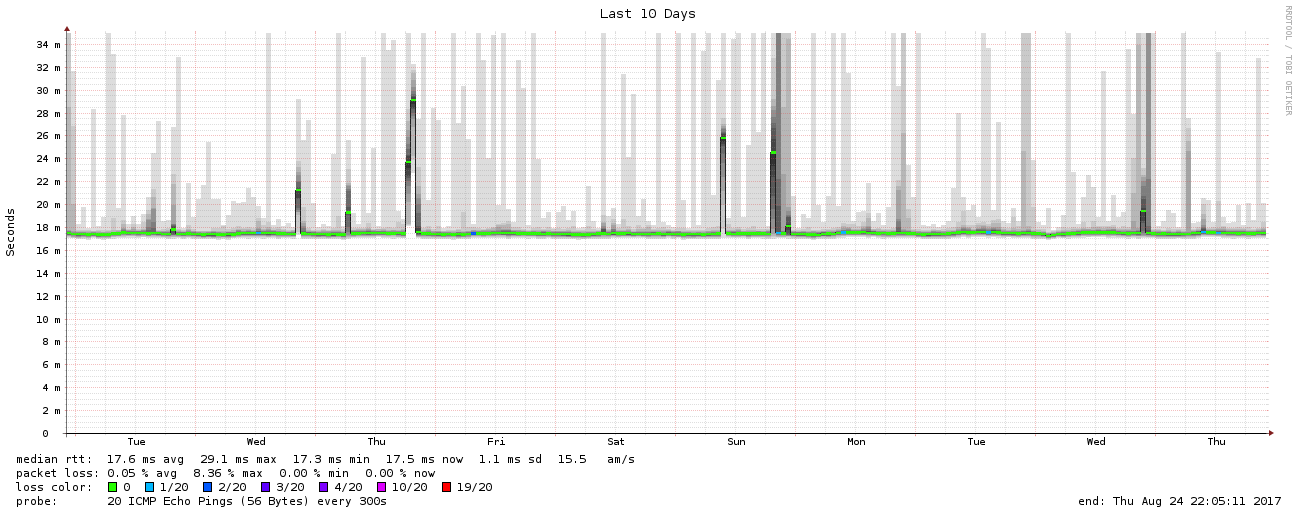 Last 10 Days
RRDTOOL / TOBI OETIKER
Seconds
34 m
32 m
30 m
28 m
26 m
24 m
22 m
20 m
18 m
16 m
14 m
12 m
10 m
8 m
6 m
4 m
2 m
0
Tue Wed Thu Fri Sat Sun Mon Tue Wed Thu
median rtt: 17.6 ms avg 29.1 ms max 17.3 ms min 17.5 ms now 1.1 ms sd 15.5 am/s
packet loss: 0.05 % avg 8.36 % max 0.00 % min 0.00 % now
loss color: 0 1/20 2/20 3/20 4/20 10/20 19/20
probe: 20 ICMP Echo Pings (56 Bytes) every 300s end: Thu Aug 24 22:05:11 2017